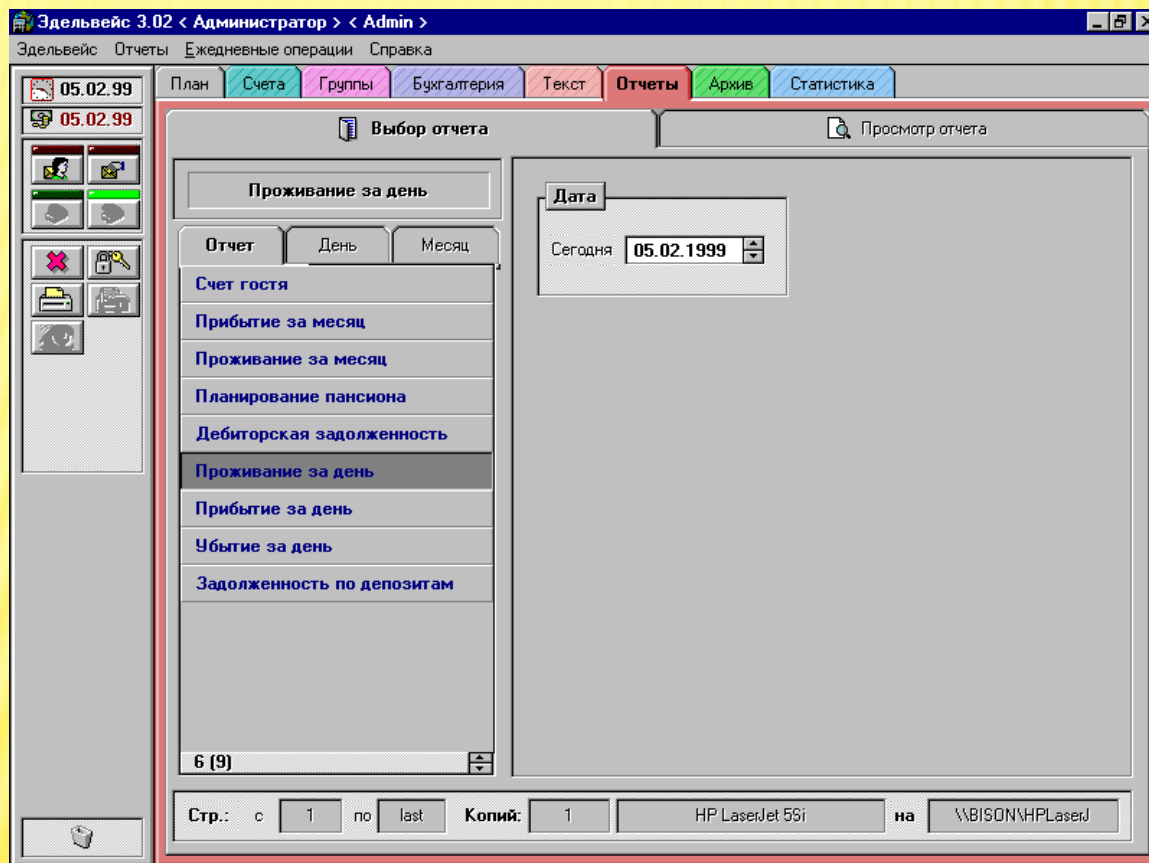 Эдельвейс 3.02 < Администратор > < Admin >
Эдельвейс Отчеты Ежедневные операции Справка
05.02.99
05.02.99
План Счета Группы Бухгалтерия Текст Отчеты Архив Статистика
Выбор отчета Просмотр отчета
Проживание за день
Отчет День Месяц
Счет гостя
Прибытие за месяц
Проживание за месяц
Планирование пансиона
Дебиторская задолженность
Проживание за день
Прибытие за день
Убытие за день
Задолженность по депозитам
6 (9)
Дата
Сегодня 05.02.1999
Стр.: с 1 по last Копий: 1 HP LaserJet 5Si на \\BISON\HPLaserJ